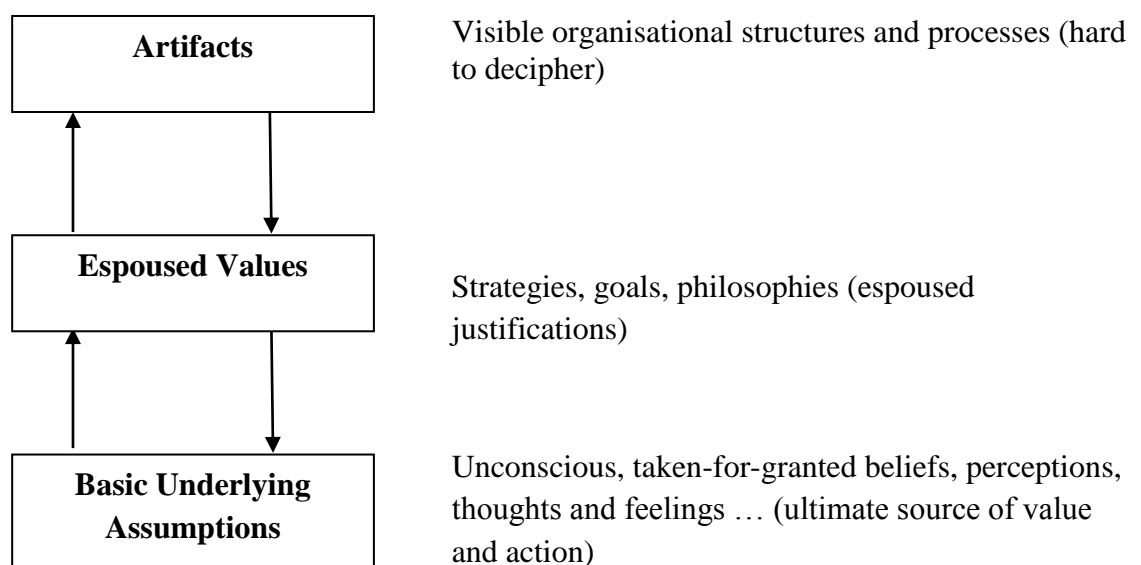 Artifacts
Visible organisational structures and processes (hard
to decipher)
Espoused Values
Strategies, goals, philosophies (espoused
justifications)
Basic Underlying
Assumptions
Unconscious, taken-for-granted beliefs, perceptions,
thoughts and feelings … (ultimate source of value
and action)